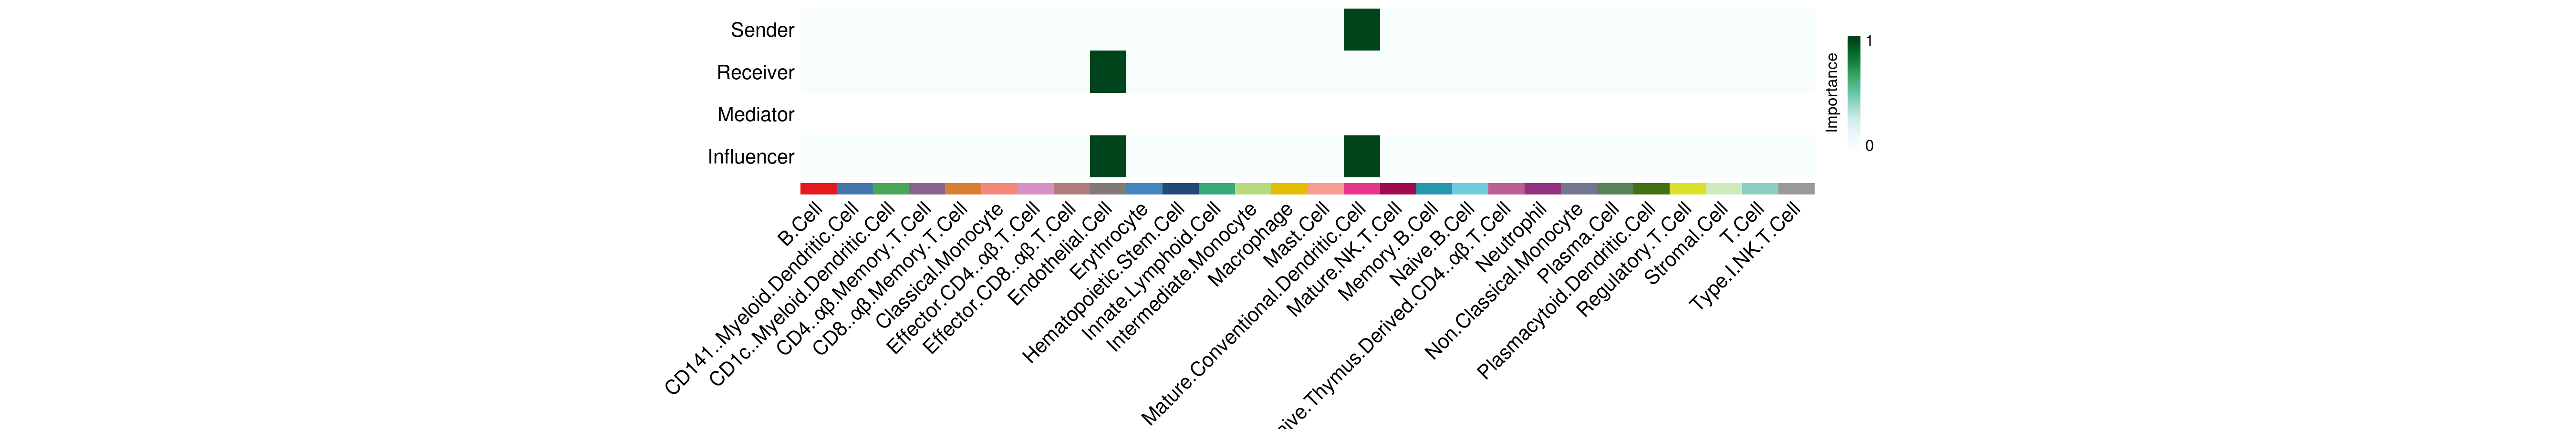 Sender
Receiver
Mediator
Influencer
Importance
1
0
B.Cell
CD141..Myeloid.Dendritic.Cell
CD1c..Myeloid.Dendritic.Cell
CD4..αβ.Memory.T.Cell
CD8..αβ.Memory.T.Cell
Classical.Monocyte
Effector.CD4..αβ.T.Cell
Effector.CD8..αβ.T.Cell
Endothelial.Cell
Erythrocyte
Hematopoietic.Stem.Cell
Innate.Lymphoid.Cell
Intermediate.Monocyte
Macrophage
Mast.Cell
Mature.Conventional.Dendritic.Cell
Mature.NK.T.Cell
Memory.B.Cell
Naive.B.Cell
ive.Thymus.Derived.CD4..αβ.T.Cell
Neutrophil
Non.Classical.Monocyte
Plasma.Cell
Plasmacytoid.Dendritic.Cell
Regulatory.T.Cell
Stromal.Cell
T.Cell
Type.I.NK.T.Cell